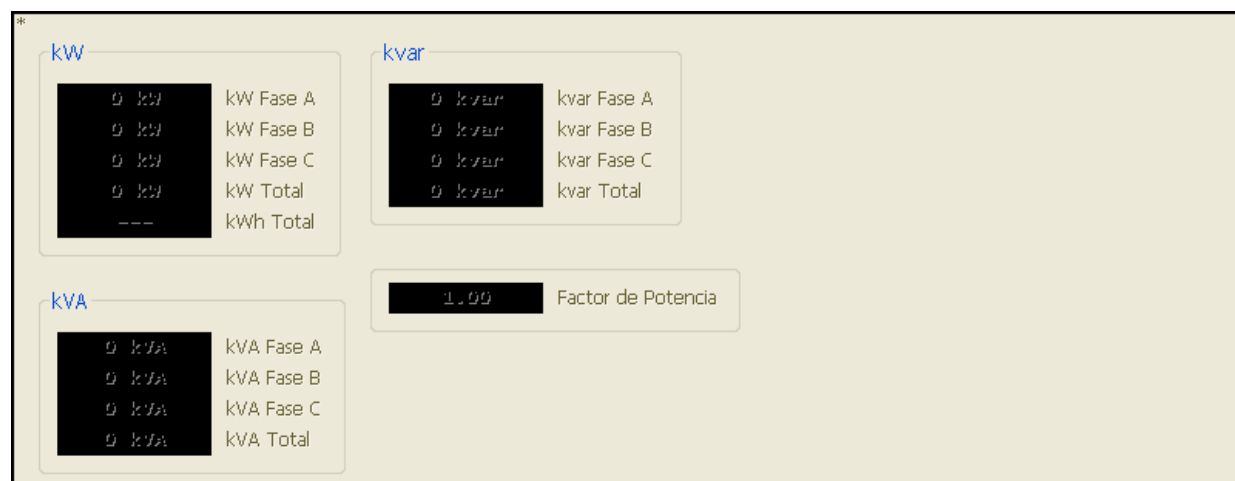 *
kW
0 kW kW Fase A
0 kW kW Fase B
0 kW kW Fase C
0 kW kW Total
--- kWh Total
kvar
0 kvar kvar Fase A
0 kvar kvar Fase B
0 kvar kvar Fase C
0 kvar kvar Total
kVA
0 kVA kVA Fase A
0 kVA kVA Fase B
0 kVA kVA Fase C
0 kVA kVA Total
1.00 Factor de Potencia